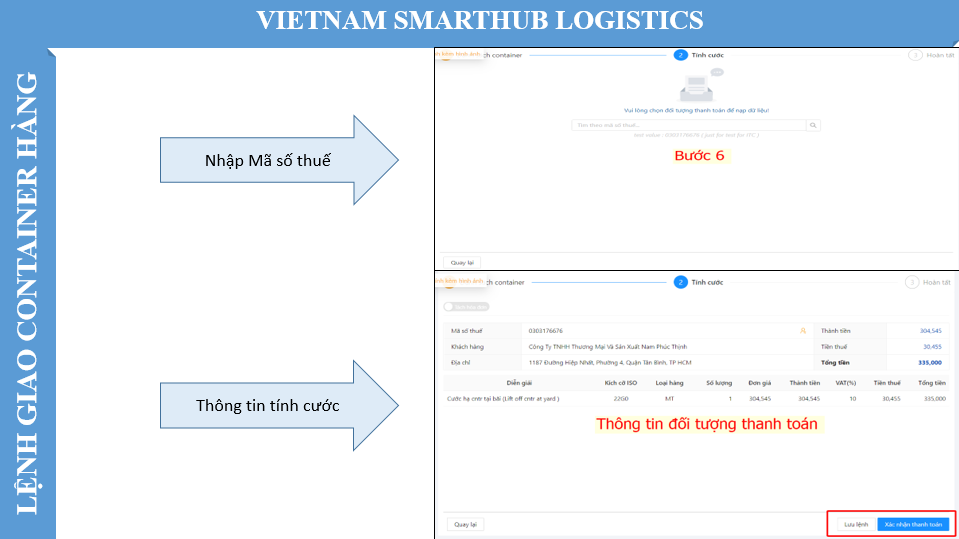 VIETNAM SMARTHUB LOGISTICS
LỆNH GIAO CONTAINER HÀNG
Nhập Mã số thuế
ch container
2 Tính cước
3 Hoàn tất
Vui lòng chọn đối tượng thanh toán để nạp dữ liệu!
Tìm theo mã số thuế...
test value : 0303176676 ( just for test for ITC )
Bước 6
Quay lại
Thông tin tính cước
ch container
2 Tính cước
3 Hoàn tất
Mã số thuế 0303176676 Thành tiền 304,545
Khách hàng Công Ty TNHH Thương Mại Và Sản Xuất Nam Phúc Thịnh Tiền thuế 30,455
Địa chỉ 1187 Đường Hiệp Nhất, Phường 4, Quận Tân Bình, TP HCM Tổng tiền 335,000
Diễn giải Kích cỡ ISO Loại hàng Số lượng Đơn giá Thành tiền VAT(%) Tiền thuế Tổng tiền
Cước hạ cntr tại bãi (Lift off cntr at yard ) 22G0 MT 1 304,545 304,545 10 30,455 335,000
Thông tin đối tượng thanh toán
Quay lại Lưu lệnh Xác nhận thanh toán